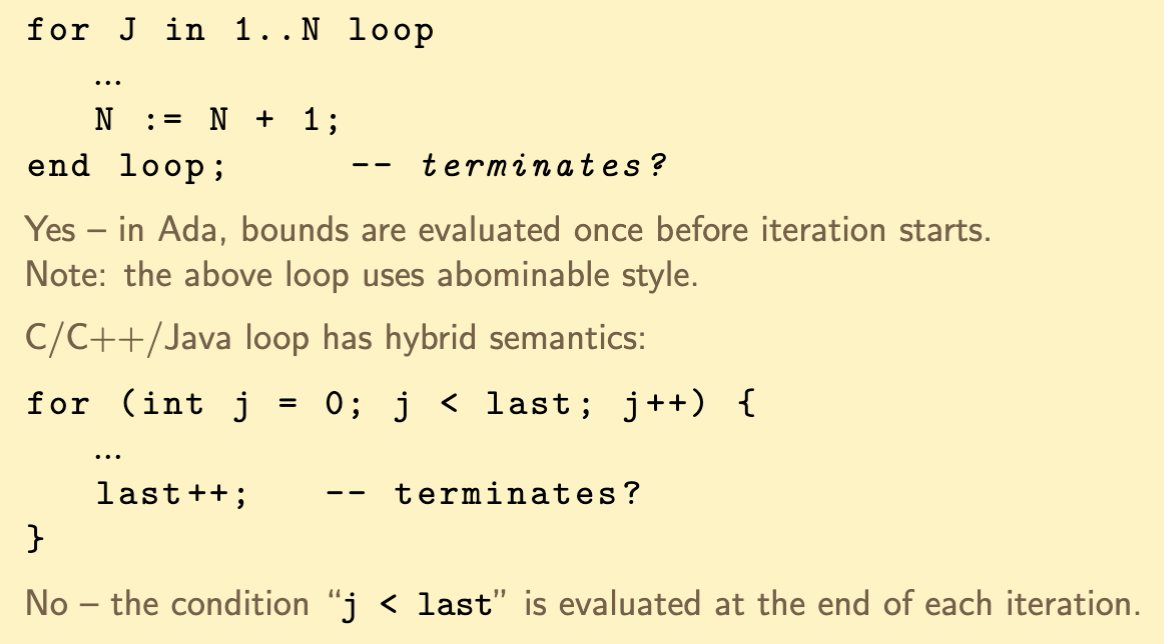 for J in 1..N loop
...
N := N + 1;
end loop; -- terminates?
Yes – in Ada, bounds are evaluated once before iteration starts.
Note: the above loop uses abominable style.
C/C++/Java loop has hybrid semantics:
for (int j = 0; j < last; j++) {
...
last++; -- terminates?
}
No – the condition “j < last” is evaluated at the end of each iteration.